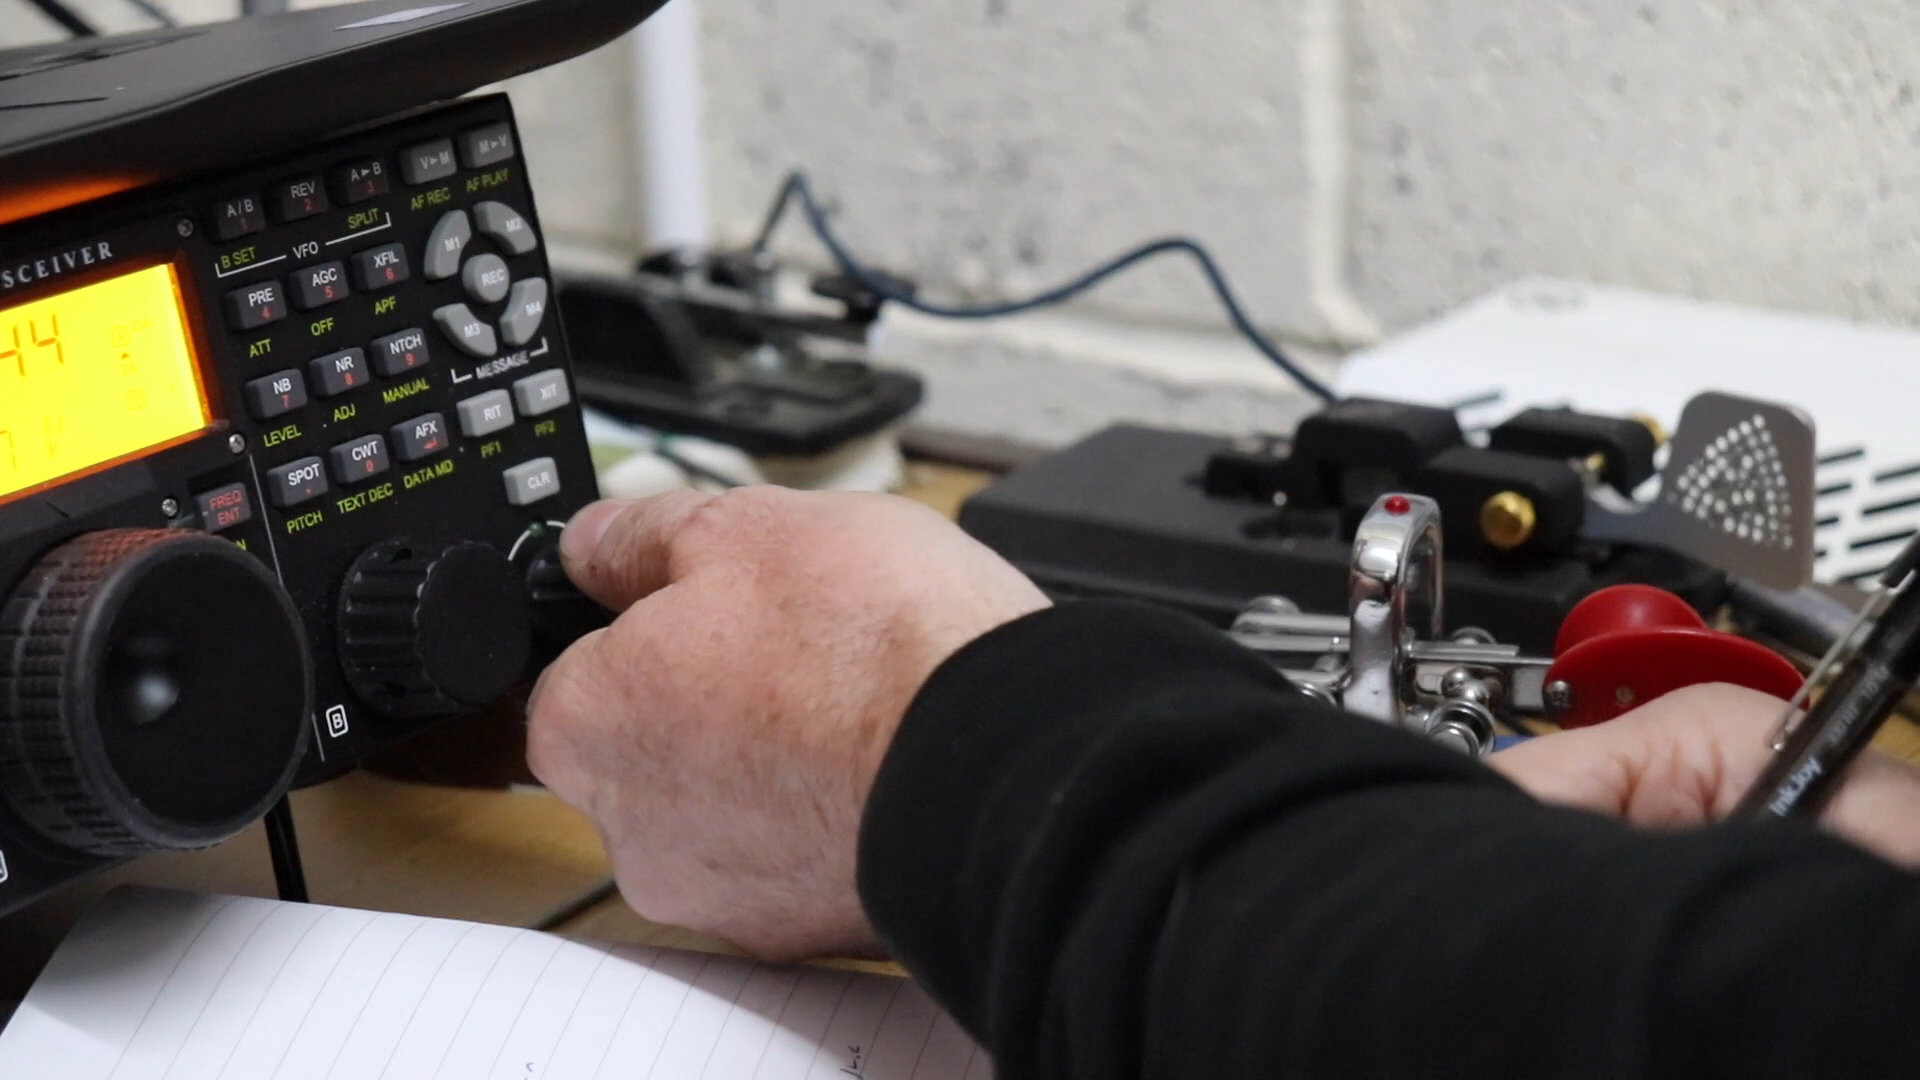 SCEIVER
44
A/B
1
REV
2
A►B
3
V►M
M►V
B SET
VFO
SPLIT
AF REC
AF PLAY
PRE
4
AGC
5
XFIL
6
M1
M2
REC
M3
M4
ATT
OFF
APF
MESSAGE
NB
7
NR
8
NTCH
9
LEVEL
ADJ
MANUAL
RIT
XIT
PF1
PF2
SPOT
.
CWT
0
AFX
PITCH
TEXT DEC
DATA MD
CLR
FREQ
ENT
N
B
InkJoy